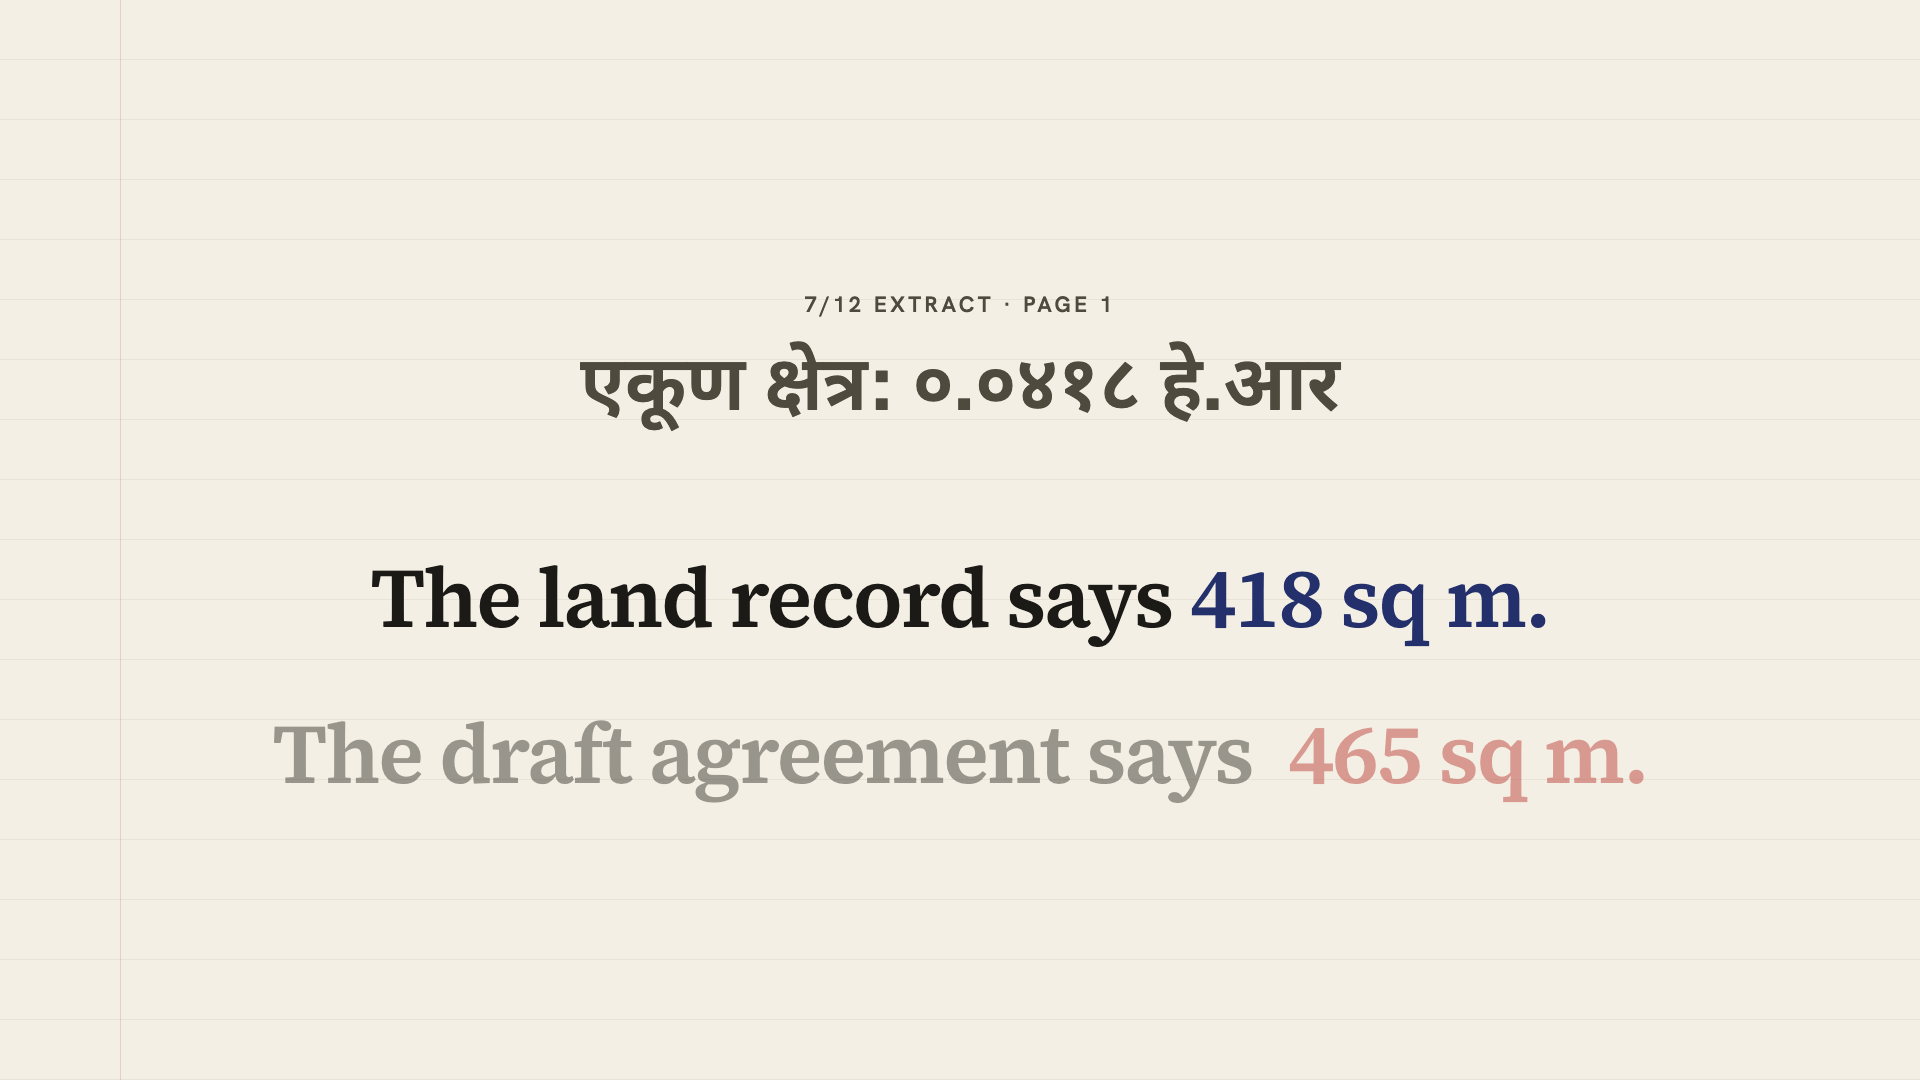 7/12 EXTRACT · PAGE 1
एकूण क्षेत्र: ०.०४१८ हे.आर
The land record says 418 sq m.
The draft agreement says 465 sq m.